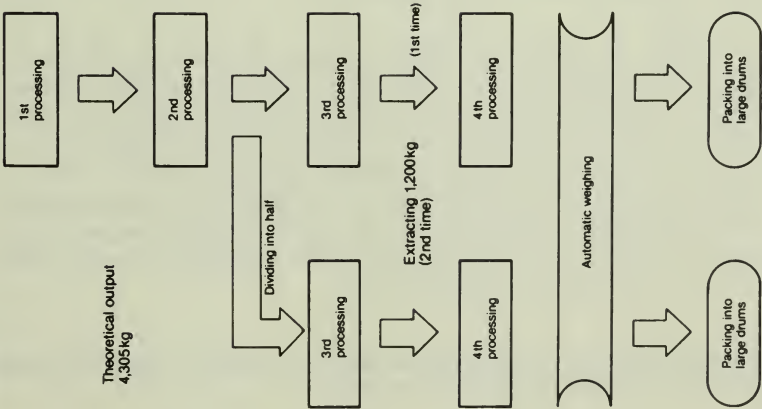 1st
processing
2nd
processing
Theoretical output
4,305kg
Dividing into half
3rd
processing
3rd
processing
(1st time)
Extracting 1,200kg
(2nd time)
4th
processing
4th
processing
Automatic weighing
Packing into
large drums
Packing into
large drums